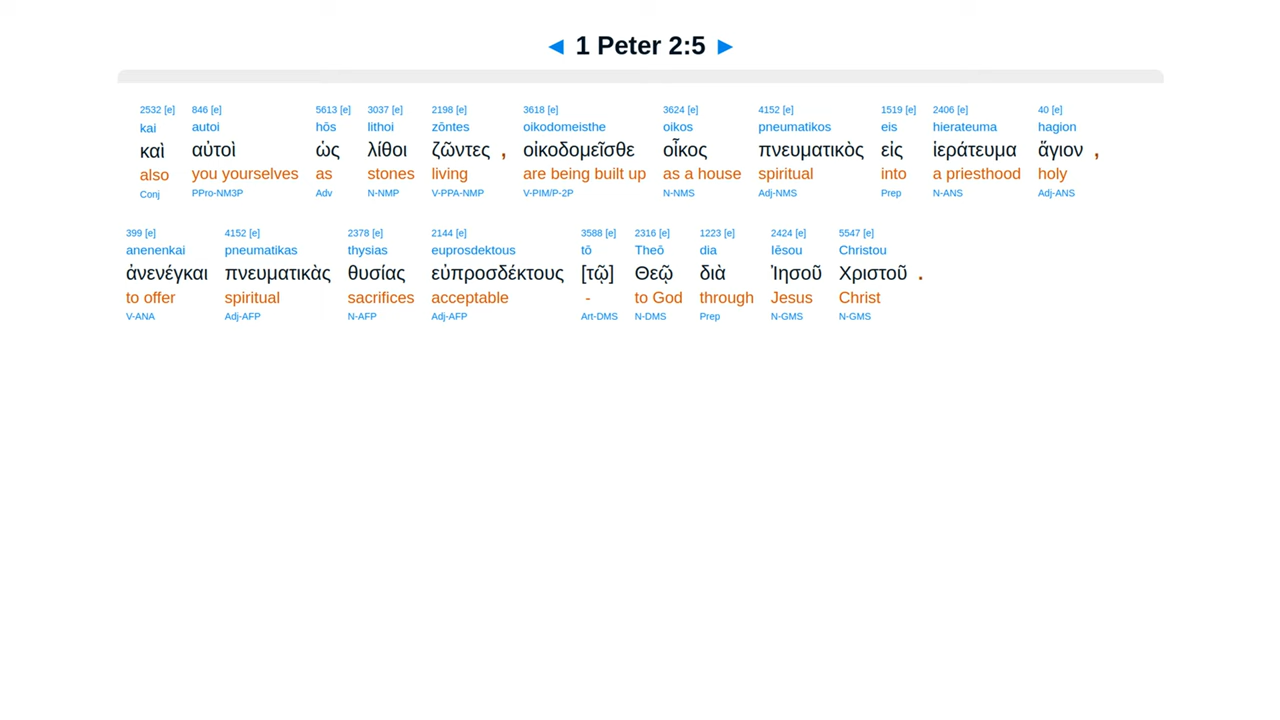 ◄ 1 Peter 2:5 ►
2532 [e] 846 [e] 5613 [e] 3037 [e] 2198 [e] 3618 [e] 3624 [e] 4152 [e] 1519 [e] 2406 [e] 40 [e]
kai autoi hōs lithoi zōntes oikodomeisthe oikos pneumatikos eis hierateuma hagion
καὶ αὐτοὶ ὡς λίθοι ζῶντες , οἰκοδομεῖσθε οἶκος πνευματικὸς εἰς ἱεράτευμα ἅγιον ,
also you yourselves as stones living are being built up as a house spiritual into a priesthood holy
Conj PPro-NM3P Adv N-NMP V-PPA-NMP V-PIM/P-2P N-NMS Adj-NMS Prep N-ANS Adj-ANS
399 [e] 4152 [e] 2378 [e] 2144 [e] 3588 [e] 2316 [e] 1223 [e] 2424 [e] 5547 [e]
anenenkai pneumatikas thysias euprosdektous tō Theō dia Iēsou Christou
ἀνενέγκαι πνευματικὰς θυσίας εὐπροσδέκτους [τῷ] Θεῷ διὰ Ἰησοῦ Χριστοῦ .
to offer spiritual sacrifices acceptable - to God through Jesus Christ
V-ANA Adj-AFP N-AFP Adj-AFP Art-DMS N-DMS Prep N-GMS N-GMS